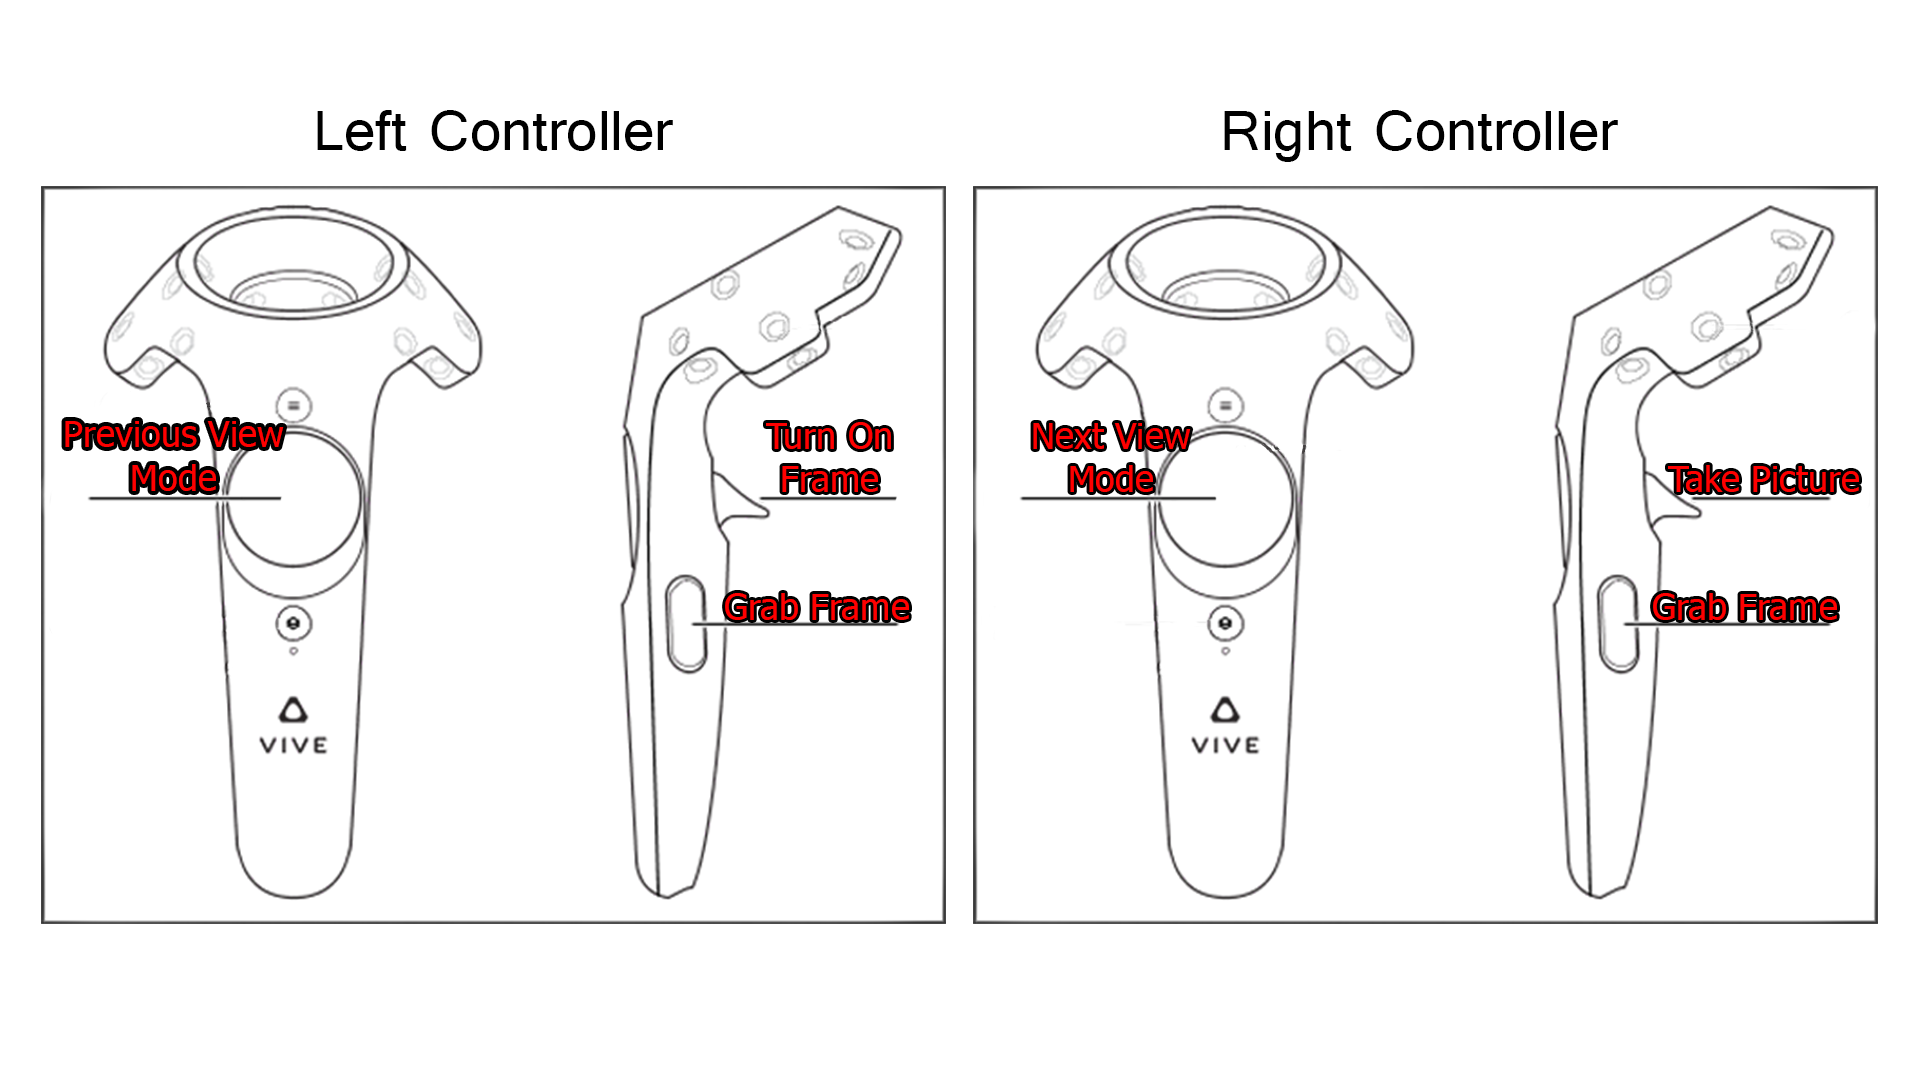 Left Controller
Right Controller
Previous View
Mode
Turn On
Frame
Grab Frame
VIVE
Next View
Mode
Take Picture
Grab Frame
VIVE